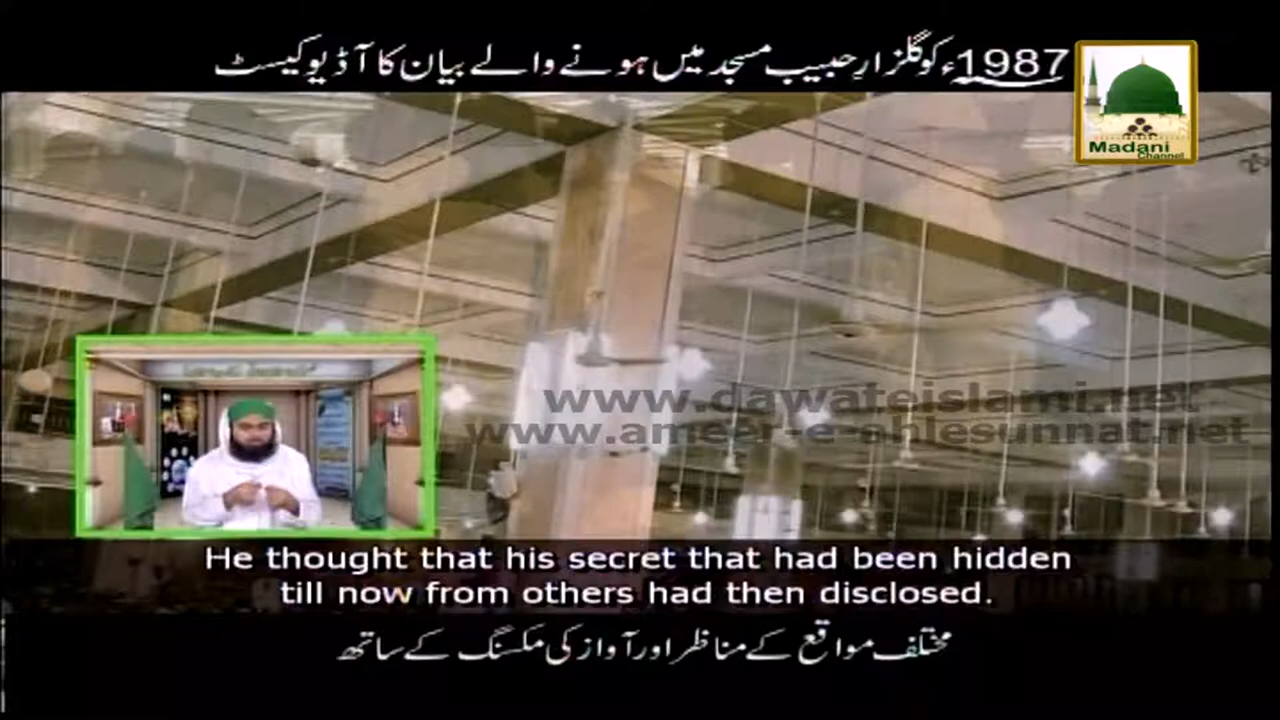 1987ء کو گلزارِ حبیب مسجد میں ہونے والے بیان کا آڈیو کیسٹ
Madani
Channel
www.dawateislami.net
www.ameer-e-ahlesunnat.net
He thought that his secret that had been hidden
till now from others had then disclosed.
مختلف مواقع کے مناظر اور آواز کی مکسنگ کے ساتھ